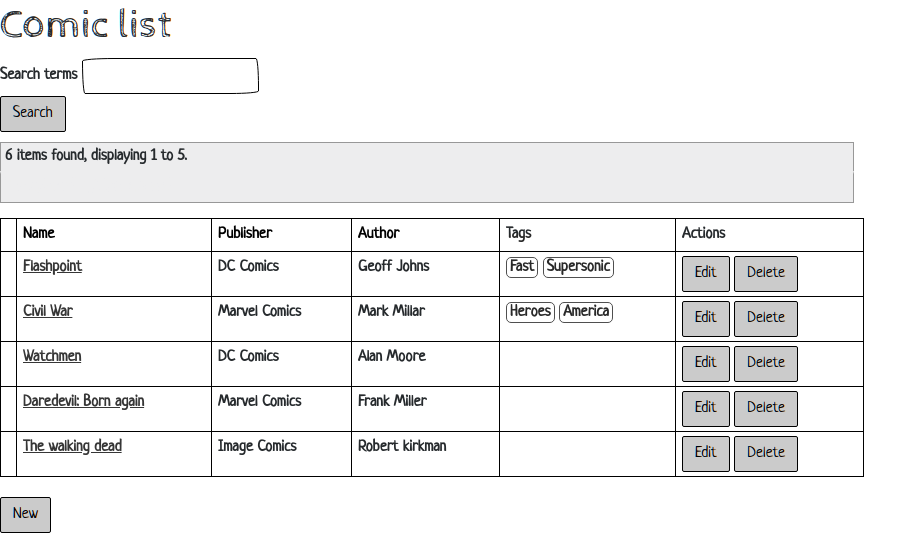 Comic list
Search terms
Search
6 items found, displaying 1 to 5.
Name Publisher Author Tags Actions
Flashpoint DC Comics Geoff Johns Fast Supersonic Edit Delete
Civil War Marvel Comics Mark Millar Heroes America Edit Delete
Watchmen DC Comics Alan Moore Edit Delete
Daredevil: Born again Marvel Comics Frank Miller Edit Delete
The walking dead Image Comics Robert kirkman Edit Delete
New